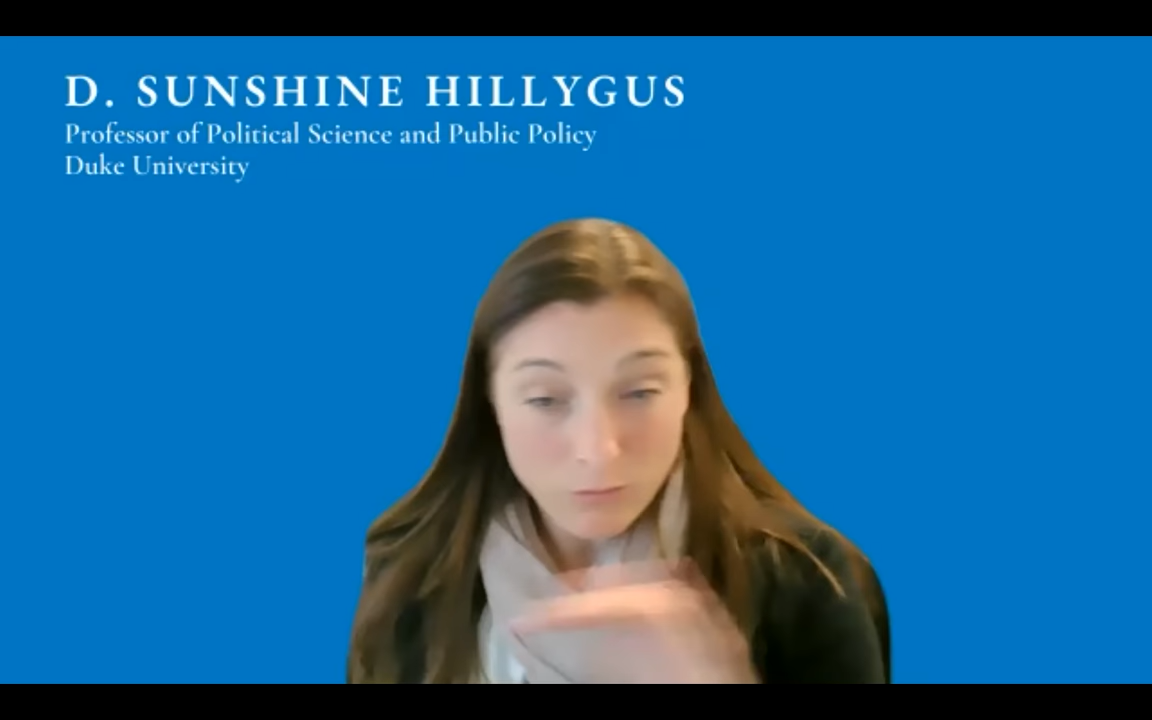 D. SUNSHINE HILLYGUS
Professor of Political Science and Public Policy
Duke University